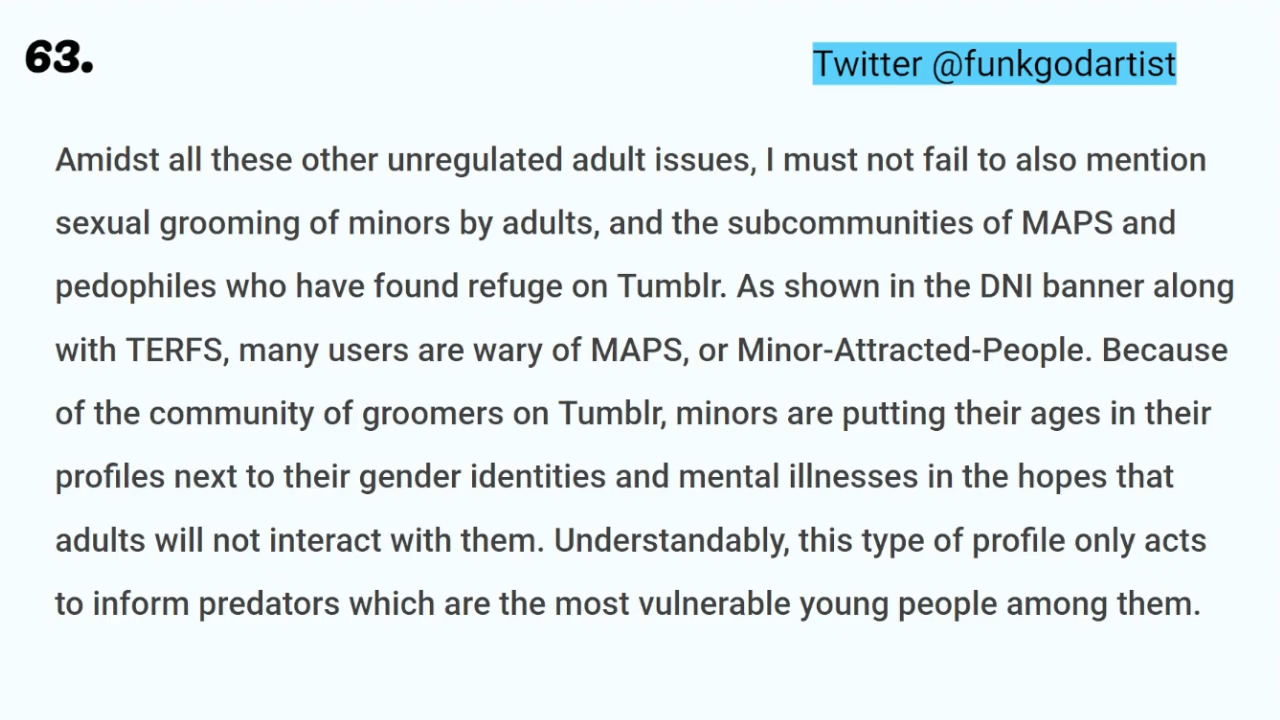 63.
Twitter @funkgodartist
Amidst all these other unregulated adult issues, I must not fail to also mention
sexual grooming of minors by adults, and the subcommunities of MAPS and
pedophiles who have found refuge on Tumblr. As shown in the DNI banner along
with TERFS, many users are wary of MAPS, or Minor-Attracted-People. Because
of the community of groomers on Tumblr, minors are putting their ages in their
profiles next to their gender identities and mental illnesses in the hopes that
adults will not interact with them. Understandably, this type of profile only acts
to inform predators which are the most vulnerable young people among them.